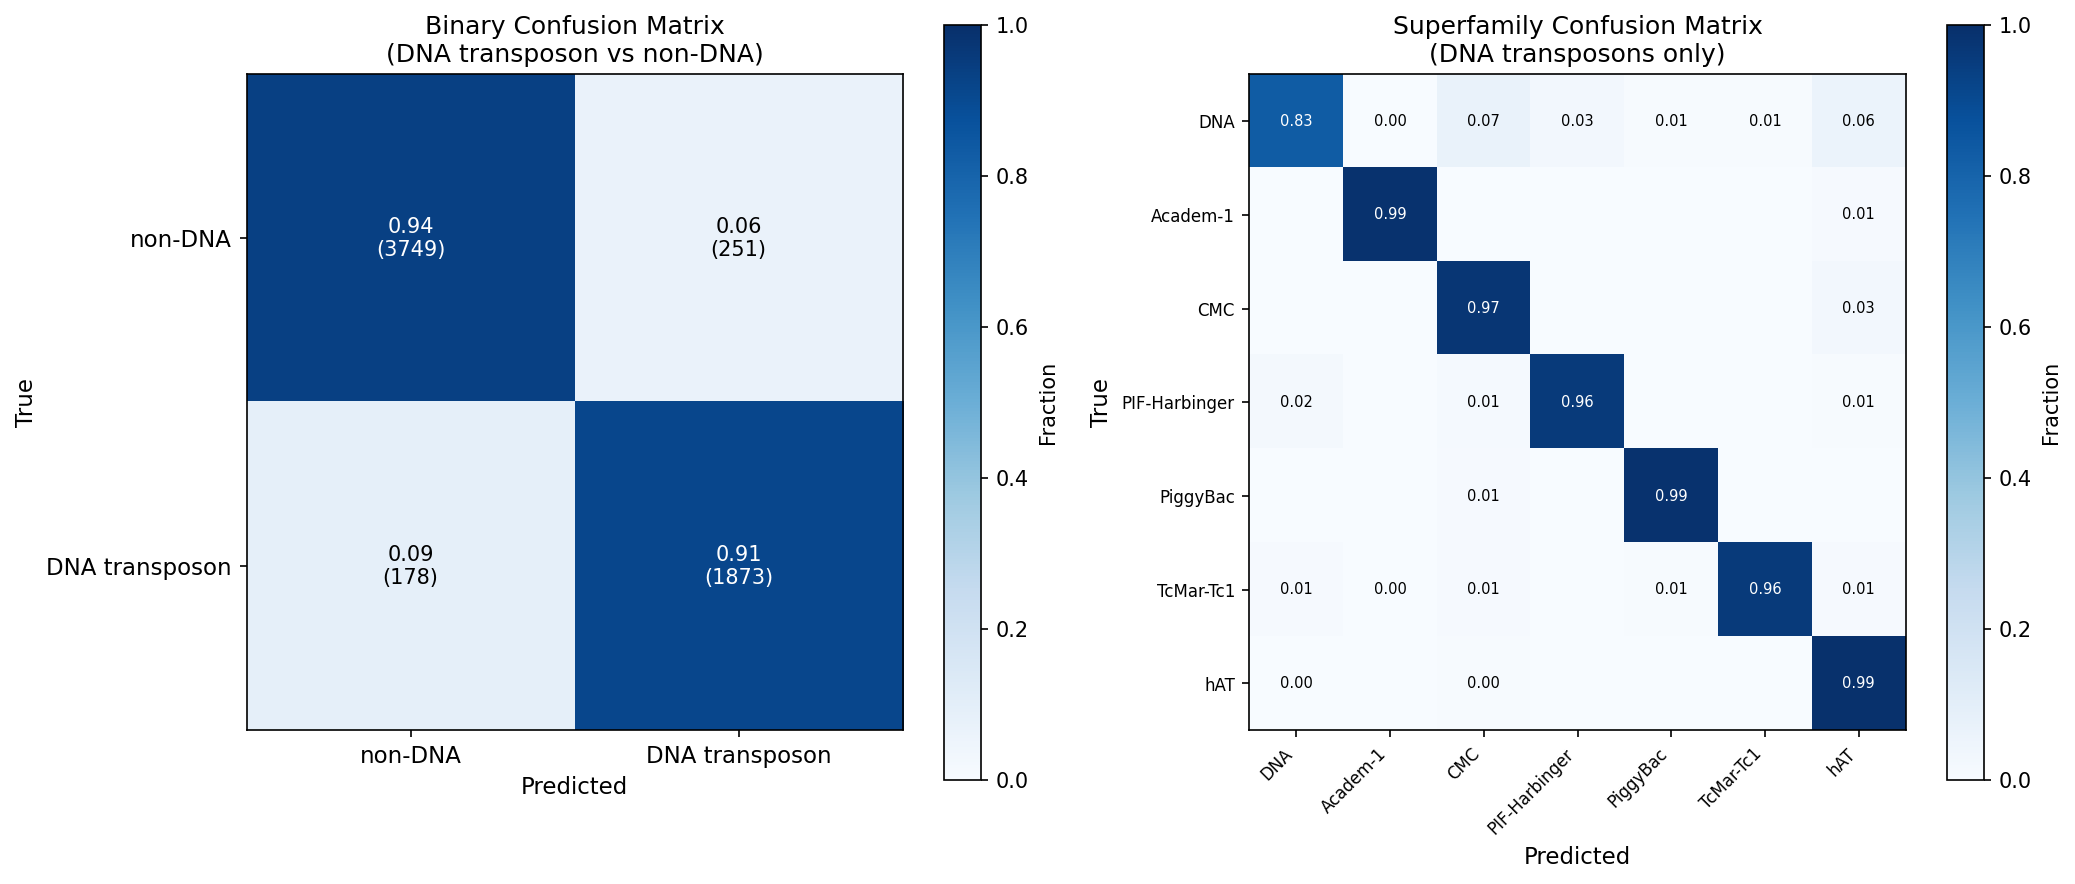 Binary Confusion Matrix
(DNA transposon vs non-DNA)
True
non-DNA
DNA transposon
0.94
(3749)
0.06
(251)
0.09
(178)
0.91
(1873)
non-DNA
DNA transposon
Predicted
1.0
0.8
0.6
0.4
0.2
0.0
Fraction
Superfamily Confusion Matrix
(DNA transposons only)
True
DNA 0.83 0.00 0.07 0.03 0.01 0.01 0.06
Academ-1 0.99 0.01
CMC 0.97 0.03
PIF-Harbinger 0.02 0.01 0.96 0.01
PiggyBac 0.01 0.99
TcMar-Tc1 0.01 0.00 0.01 0.01 0.96 0.01
hAT 0.00 0.00 0.99
DNA
Academ-1
CMC
PIF-Harbinger
PiggyBac
TcMar-Tc1
hAT
Predicted
1.0
0.8
0.6
0.4
0.2
0.0
Fraction